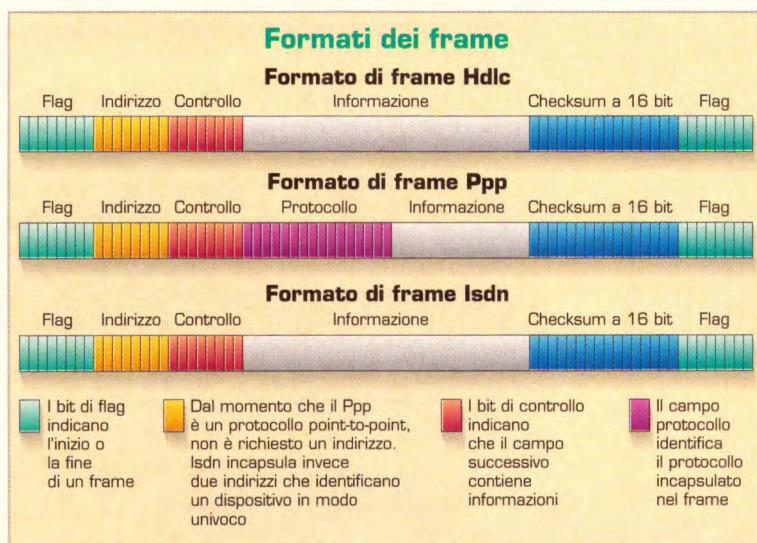 Formati dei frame
Formato di frame Hdlc
Flag Indirizzo Controllo Informazione Checksum a 16 bit Flag
Formato di frame Ppp
Flag Indirizzo Controllo Protocollo Informazione Checksum a 16 bit Flag
Formato di frame Isdn
Flag Indirizzo Controllo Informazione Checksum a 16 bit Flag
I bit di flag
indicano
l'inizio o
la fine
di un frame
Dal momento che il Ppp
è un protocollo point-to-point,
non è richiesto un indirizzo.
Isdn incapsula invece
due indirizzi che identificano
un dispositivo in modo
univoco
I bit di controllo
indicano
che il campo
successivo
contiene
informazioni
Il campo
protocollo
identifica
il protocollo
incapsulato
nel frame